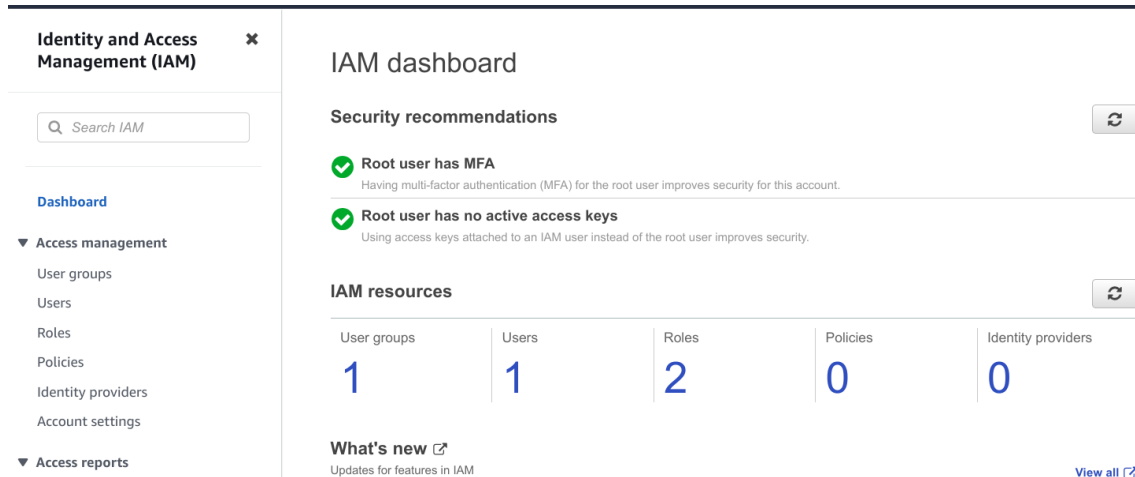 Identity and Access
Management (IAM)
Search IAM
Dashboard
Access management
User groups
Users
Roles
Policies
Identity providers
Account settings
Access reports
IAM dashboard
Security recommendations
Root user has MFA
Having multi-factor authentication (MFA) for the root user improves security for this account.
Root user has no active access keys
Using access keys attached to an IAM user instead of the root user improves security.
IAM resources
User groups Users Roles Policies Identity providers
1 1 2 0 0
What's new
Updates for features in IAM
View all